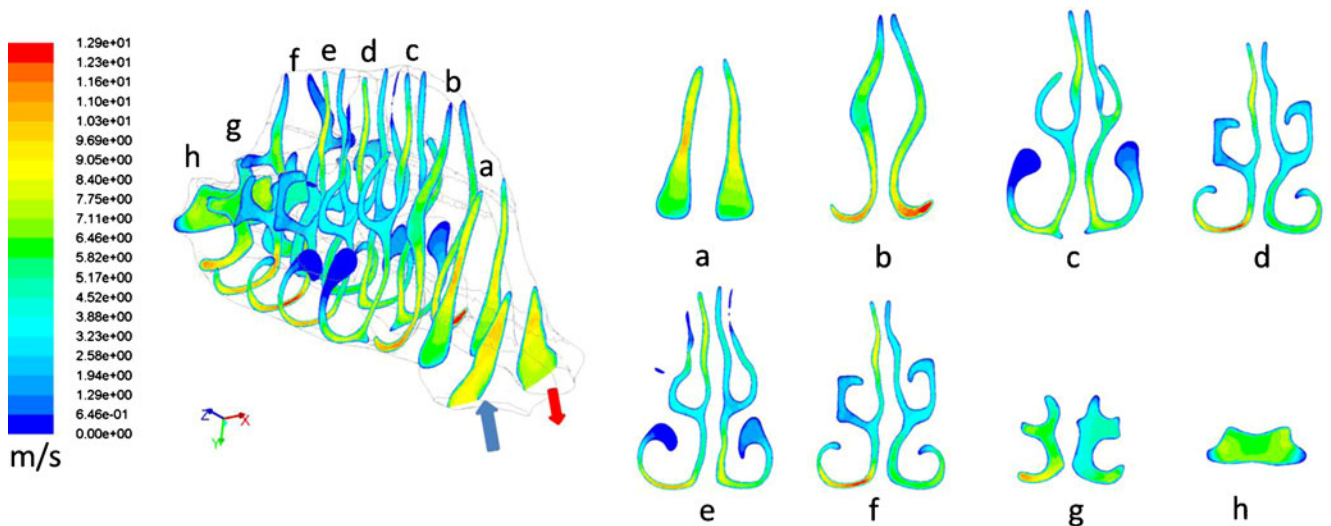 1.29e+01
1.23e+01
1.16e+01
1.10e+01
1.03e+01
9.69e+00
9.05e+00
8.40e+00
7.75e+00
7.11e+00
6.46e+00
5.82e+00
5.17e+00
4.52e+00
3.88e+00
3.23e+00
2.58e+00
1.94e+00
1.29e+00
6.46e-01
0.00e+00
m/s
f e d c
b
g
h a
Z X
Y
a b c d
e f g h